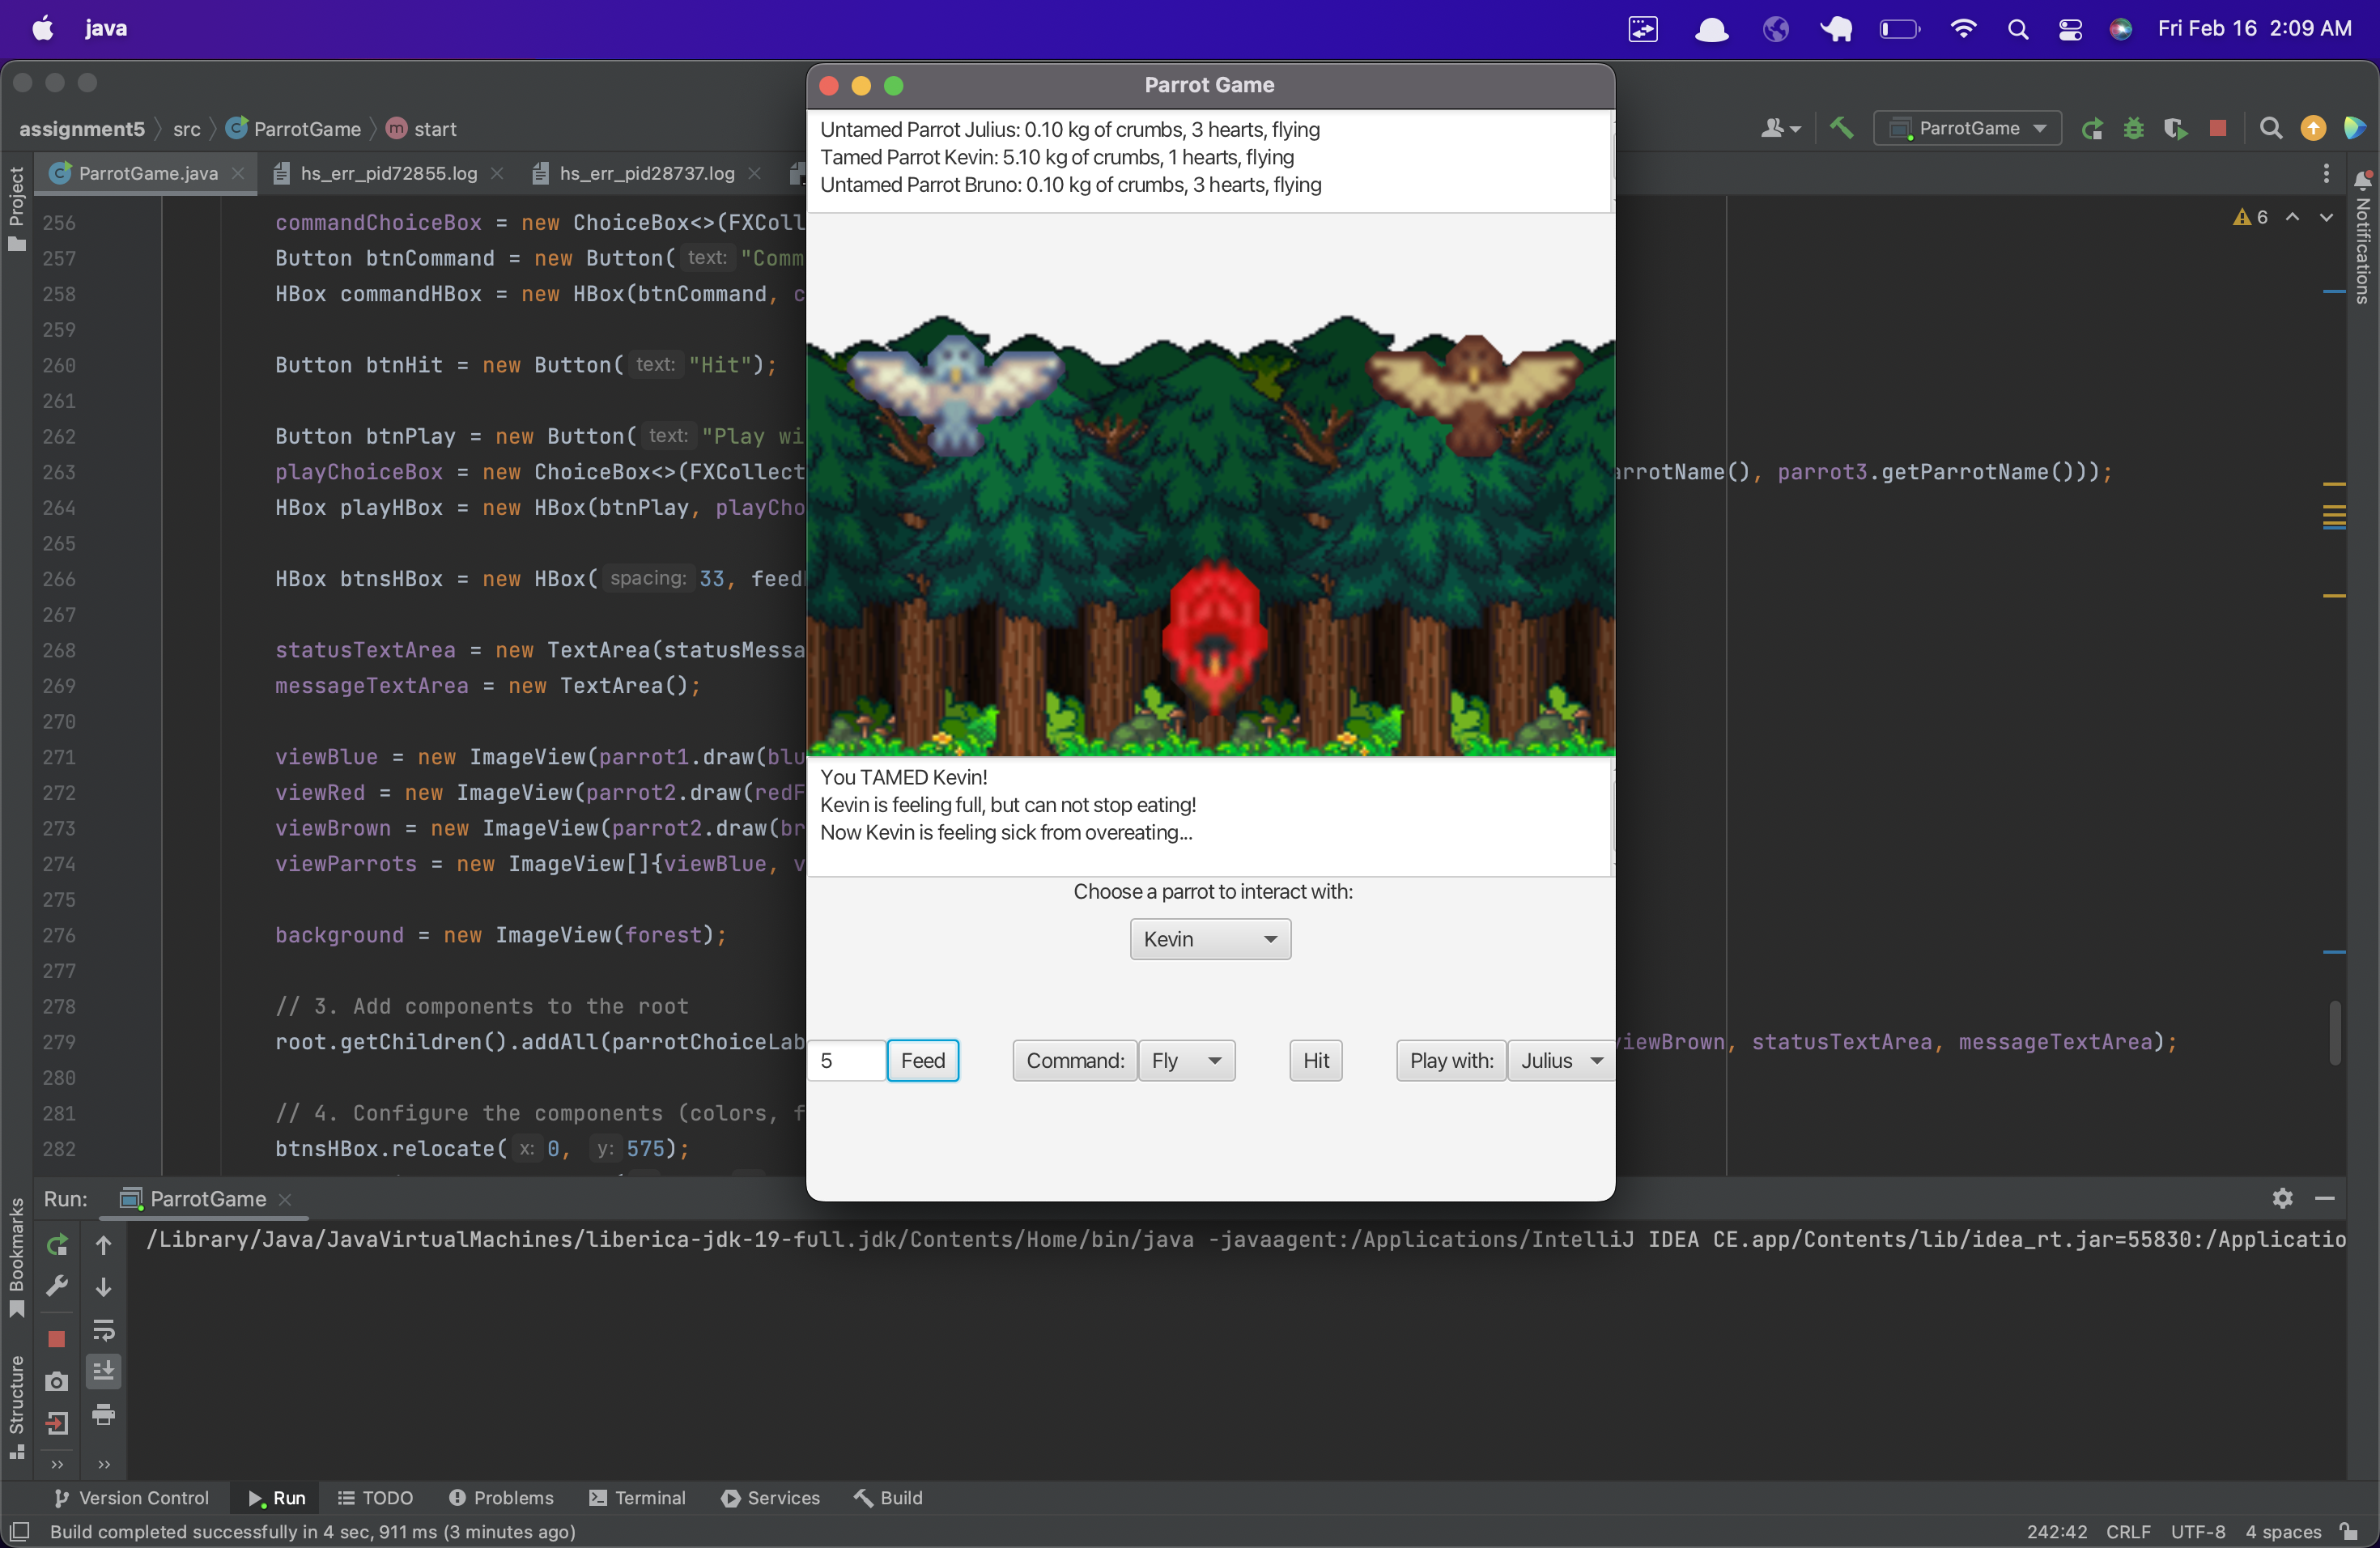 java
Fri Feb 16 2:09 AM
Parrot Game
assignment5 src ParrotGame m start
ParrotGame
Project
ParrotGame.java hs_err_pid72855.log hs_err_pid28737.log
Notifications
6
256 commandChoiceBox = new ChoiceBox<>(FXColl
257 Button btnCommand = new Button( text: "Comm
258 HBox commandHBox = new HBox(btnCommand, c
259
260 Button btnHit = new Button( text: "Hit");
261
262 Button btnPlay = new Button( text: "Play wi
263 playChoiceBox = new ChoiceBox<>(FXCollect rrotName(), parrot3.getParrotName()));
264 HBox playHBox = new HBox(btnPlay, playCho
265
266 HBox btnsHBox = new HBox( spacing: 33, feed
267
268 statusTextArea = new TextArea(statusMessa
269 messageTextArea = new TextArea();
270
271 viewBlue = new ImageView(parrot1.draw(blu
272 viewRed = new ImageView(parrot2.draw(redF
273 viewBrown = new ImageView(parrot2.draw(br
274 viewParrots = new ImageView[]{viewBlue, v
275
276 background = new ImageView(forest);
277
278 // 3. Add components to the root
279 root.getChildren().addAll(parrotChoiceLab iewBrown, statusTextArea, messageTextArea);
280
281 // 4. Configure the components (colors, f
282 btnsHBox.relocate( x: 0, y: 575);
Untamed Parrot Julius: 0.10 kg of crumbs, 3 hearts, flying
Tamed Parrot Kevin: 5.10 kg of crumbs, 1 hearts, flying
Untamed Parrot Bruno: 0.10 kg of crumbs, 3 hearts, flying
You TAMED Kevin!
Kevin is feeling full, but can not stop eating!
Now Kevin is feeling sick from overeating...
Choose a parrot to interact with:
Kevin
5 Feed Command: Fly Hit Play with: Julius
Run: ParrotGame
Bookmarks
Structure
/Library/Java/JavaVirtualMachines/liberica-jdk-19-full.jdk/Contents/Home/bin/java -javaagent:/Applications/IntelliJ IDEA CE.app/Contents/lib/idea_rt.jar=55830:/Applicatio
Version Control Run TODO Problems Terminal Services Build
Build completed successfully in 4 sec, 911 ms (3 minutes ago)
242:42 CRLF UTF-8 4 spaces